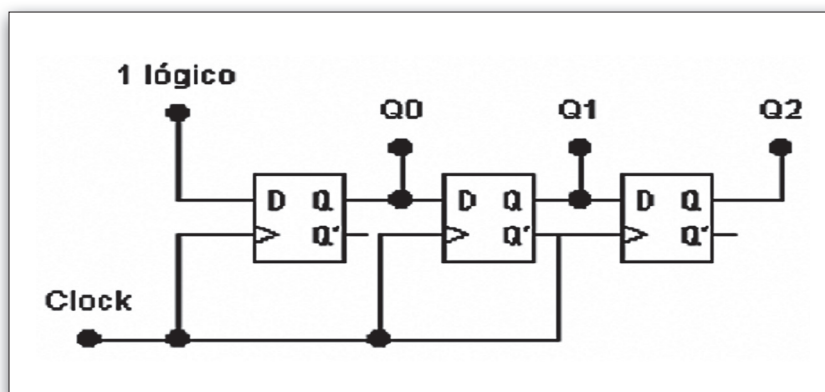 1 lógico
Q0 Q1 Q2
D Q D Q D Q
Q' Q' Q'
Clock